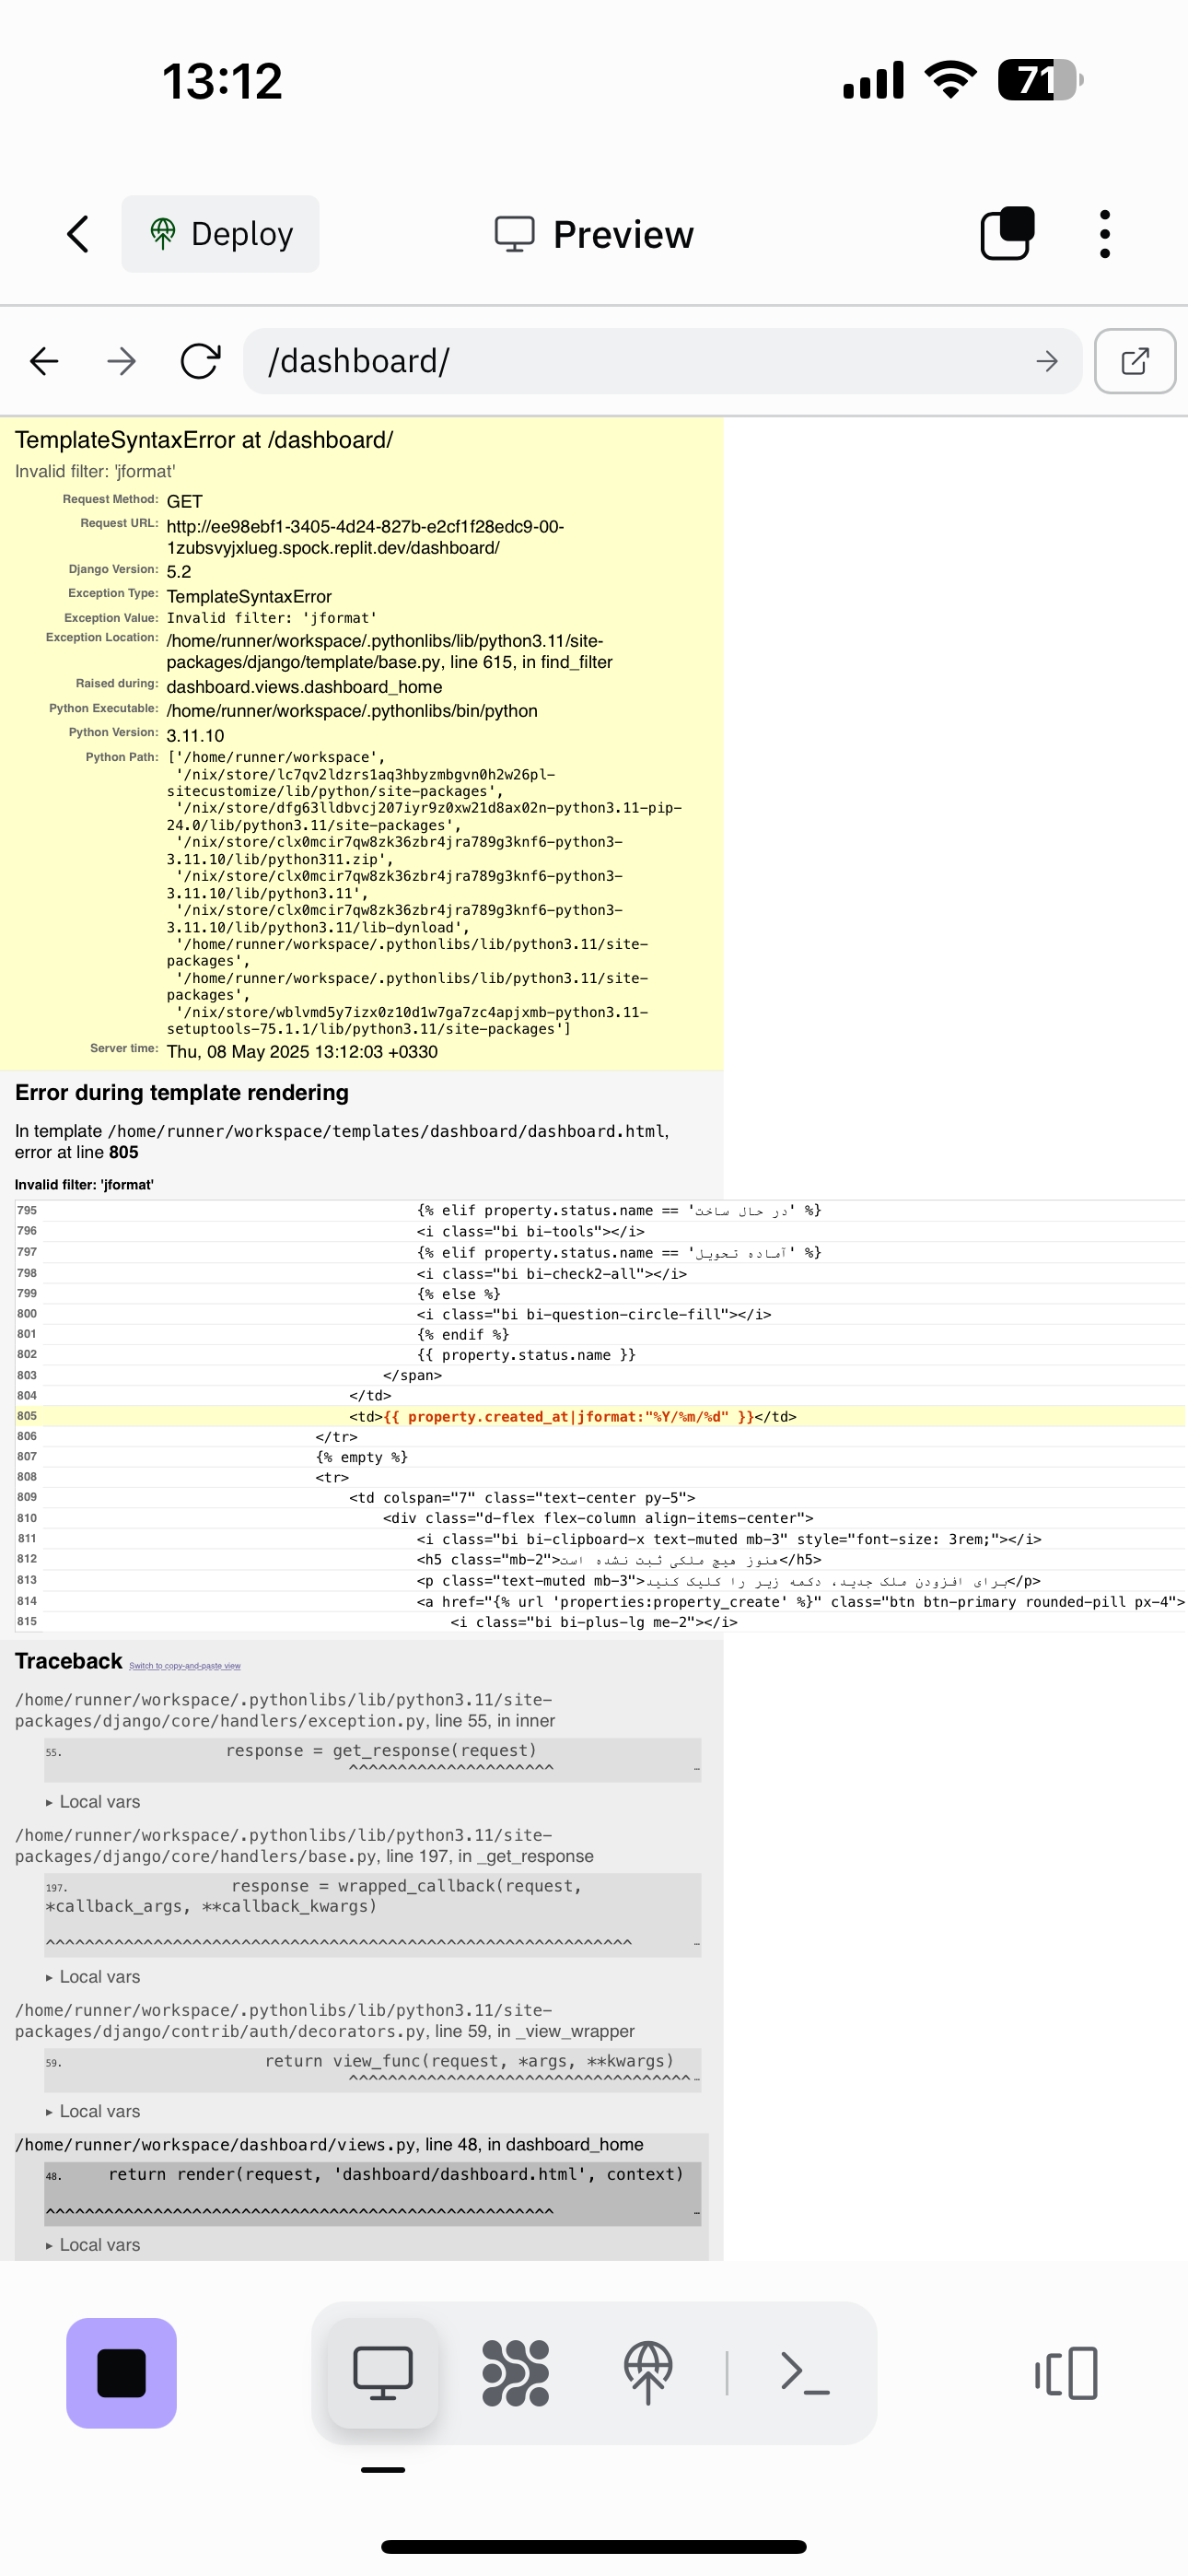 13:12
71
Deploy
Preview
/dashboard/
TemplateSyntaxError at /dashboard/
Invalid filter: 'jformat'
Request Method: GET
Request URL: http://ee98ebf1-3405-4d24-827b-e2cf1f28edc9-00-
1zubsvyjxlueg.spock.replit.dev/dashboard/
Django Version: 5.2
Exception Type: TemplateSyntaxError
Exception Value: Invalid filter: 'jformat'
Exception Location: /home/runner/workspace/.pythonlibs/lib/python3.11/site-
packages/django/template/base.py, line 615, in find_filter
Raised during: dashboard.views.dashboard_home
Python Executable: /home/runner/workspace/.pythonlibs/bin/python
Python Version: 3.11.10
Python Path: ['/home/runner/workspace',
'/nix/store/lc7qv2ldzrs1aq3hbyzmbgvn0h2w26pl-
sitecustomize/lib/python/site-packages',
'/nix/store/dfg63lldbvcj207iyr9z0xw21d8ax02n-python3.11-pip-
24.0/lib/python3.11/site-packages',
'/nix/store/clx0mcir7qw8zk36zbr4jra789g3knf6-python3-
3.11.10/lib/python311.zip',
'/nix/store/clx0mcir7qw8zk36zbr4jra789g3knf6-python3-
3.11.10/lib/python3.11',
'/nix/store/clx0mcir7qw8zk36zbr4jra789g3knf6-python3-
3.11.10/lib/python3.11/lib-dynload',
'/home/runner/workspace/.pythonlibs/lib/python3.11/site-
packages',
'/home/runner/workspace/.pythonlibs/lib/python3.11/site-
packages',
'/nix/store/wblvmd5y7izx0z10d1w7ga7zc4apjxmb-python3.11-
setuptools-75.1.1/lib/python3.11/site-packages']
Server time: Thu, 08 May 2025 13:12:03 +0330
Error during template rendering
In template /home/runner/workspace/templates/dashboard/dashboard.html,
error at line 805
Invalid filter: 'jformat'
795 {% elif property.status.name == 'در حال ساخت' %}
796 <i class="bi bi-tools"></i>
797 {% elif property.status.name == 'آماده تحویل' %}
798 <i class="bi bi-check2-all"></i>
799 {% else %}
800 <i class="bi bi-question-circle-fill"></i>
801 {% endif %}
802 {{ property.status.name }}
803 </span>
804 </td>
805 <td>{{ property.created_at|jformat:"%Y/%m/%d" }}</td>
806 </tr>
807 {% empty %}
808 <tr>
809 <td colspan="7" class="text-center py-5">
810 <div class="d-flex flex-column align-items-center">
811 <i class="bi bi-clipboard-x text-muted mb-3" style="font-size: 3rem;"></i>
812 <h5 class="mb-2">هنوز هیچ ملکی ثبت نشده است</h5>
813 <p class="text-muted mb-3">برای افزودن ملک جدید، دکمه زیر را کلیک کنید</p>
814 <a href="{% url 'properties:property_create' %}" class="btn btn-primary rounded-pill px-4">
815 <i class="bi bi-plus-lg me-2"></i>
Traceback Switch to copy-and-paste view
/home/runner/workspace/.pythonlibs/lib/python3.11/site-
packages/django/core/handlers/exception.py, line 55, in inner
55. response = get_response(request)
^^^^^^^^^^^^^^^^^^^^^ …
▸ Local vars
/home/runner/workspace/.pythonlibs/lib/python3.11/site-
packages/django/core/handlers/base.py, line 197, in _get_response
197. response = wrapped_callback(request,
*callback_args, **callback_kwargs)
^^^^^^^^^^^^^^^^^^^^^^^^^^^^^^^^^^^^^^^^^^^^^^^^^^^^^^^^^^^^ …
▸ Local vars
/home/runner/workspace/.pythonlibs/lib/python3.11/site-
packages/django/contrib/auth/decorators.py, line 59, in _view_wrapper
59. return view_func(request, *args, **kwargs)
^^^^^^^^^^^^^^^^^^^^^^^^^^^^^^^^^^^ …
▸ Local vars
/home/runner/workspace/dashboard/views.py, line 48, in dashboard_home
48. return render(request, 'dashboard/dashboard.html', context)
^^^^^^^^^^^^^^^^^^^^^^^^^^^^^^^^^^^^^^^^^^^^^^^^^^^^ …
▸ Local vars